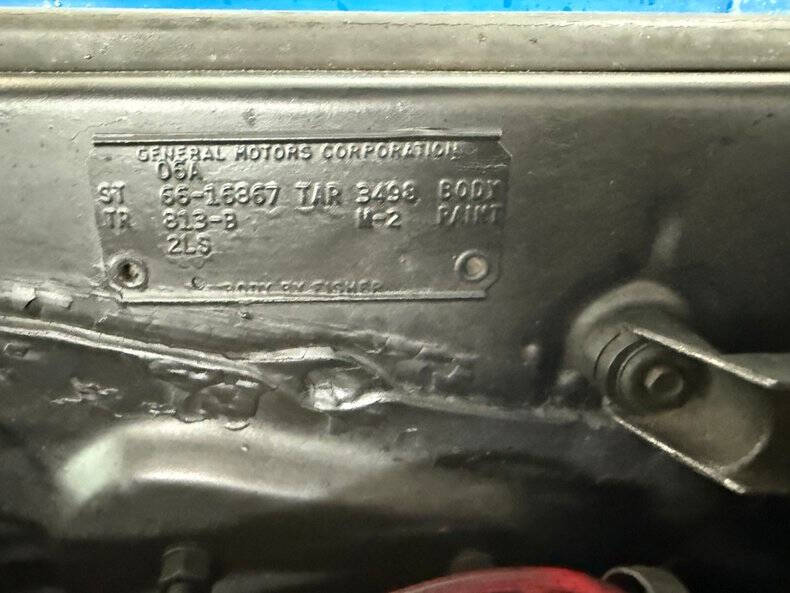 GENERAL MOTORS CORPORATION
06A
ST 66-16867 TAR 3498 BODY
TR 813-B M-2 PAINT
2LS
BODY BY FISHER